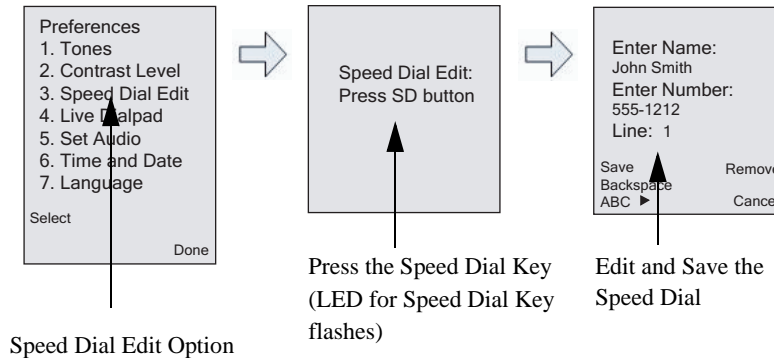 Preferences
1. Tones
2. Contrast Level
3. Speed Dial Edit
4. Live Dialpad
5. Set Audio
6. Time and Date
7. Language
Select
Done
Speed Dial Edit Option
Speed Dial Edit:
Press SD button
Press the Speed Dial Key
(LED for Speed Dial Key
flashes)
Enter Name:
John Smith
Enter Number:
555-1212
Line: 1
Save Remove
Backspace
ABC ► Cance
Edit and Save the
Speed Dial